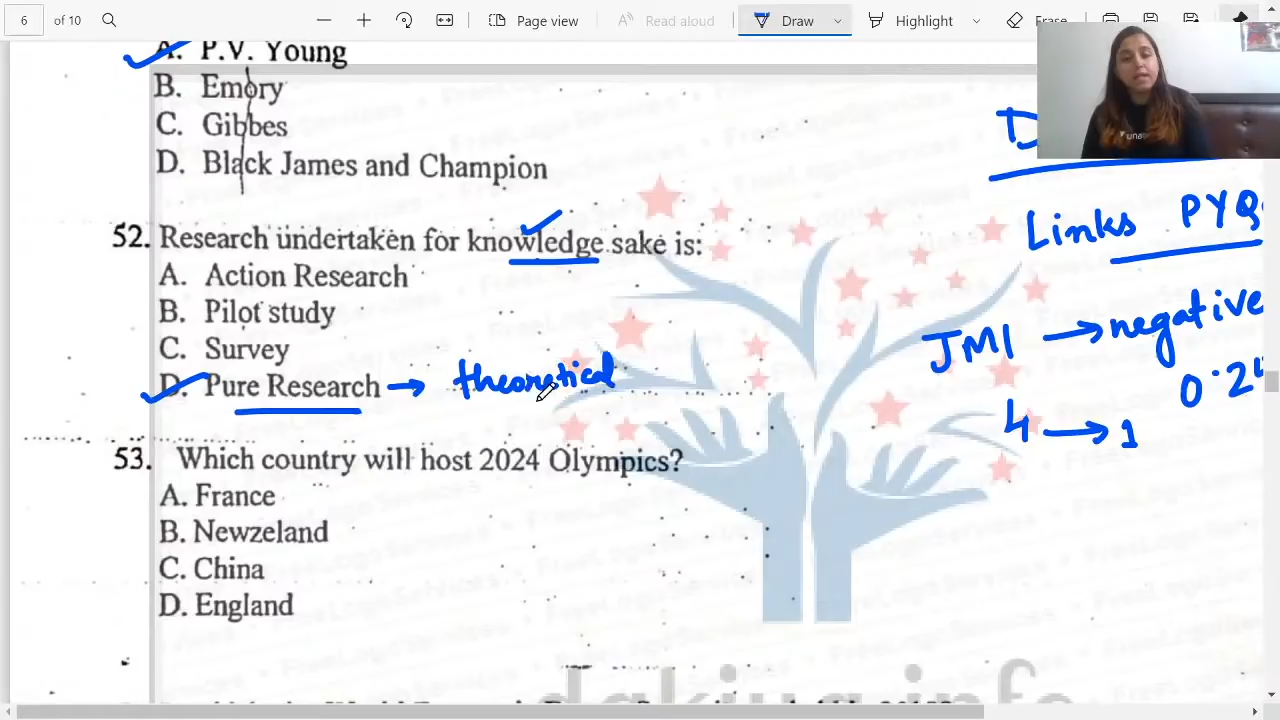 6 of 10 Page view Read aloud Draw Highlight Erase
A. P.V. Young
B. Emory
C. Gibbes
D. Black James and Champion
una
D
Links PYQ
52. Research undertaken for knowledge sake is:
A. Action Research
B. Pilot study
C. Survey
D. Pure Research → theoretical
JMI → negative
0.2
4 → 1
53. Which country will host 2024 Olympics?
A. France
B. Newzeland
C. China
D. England